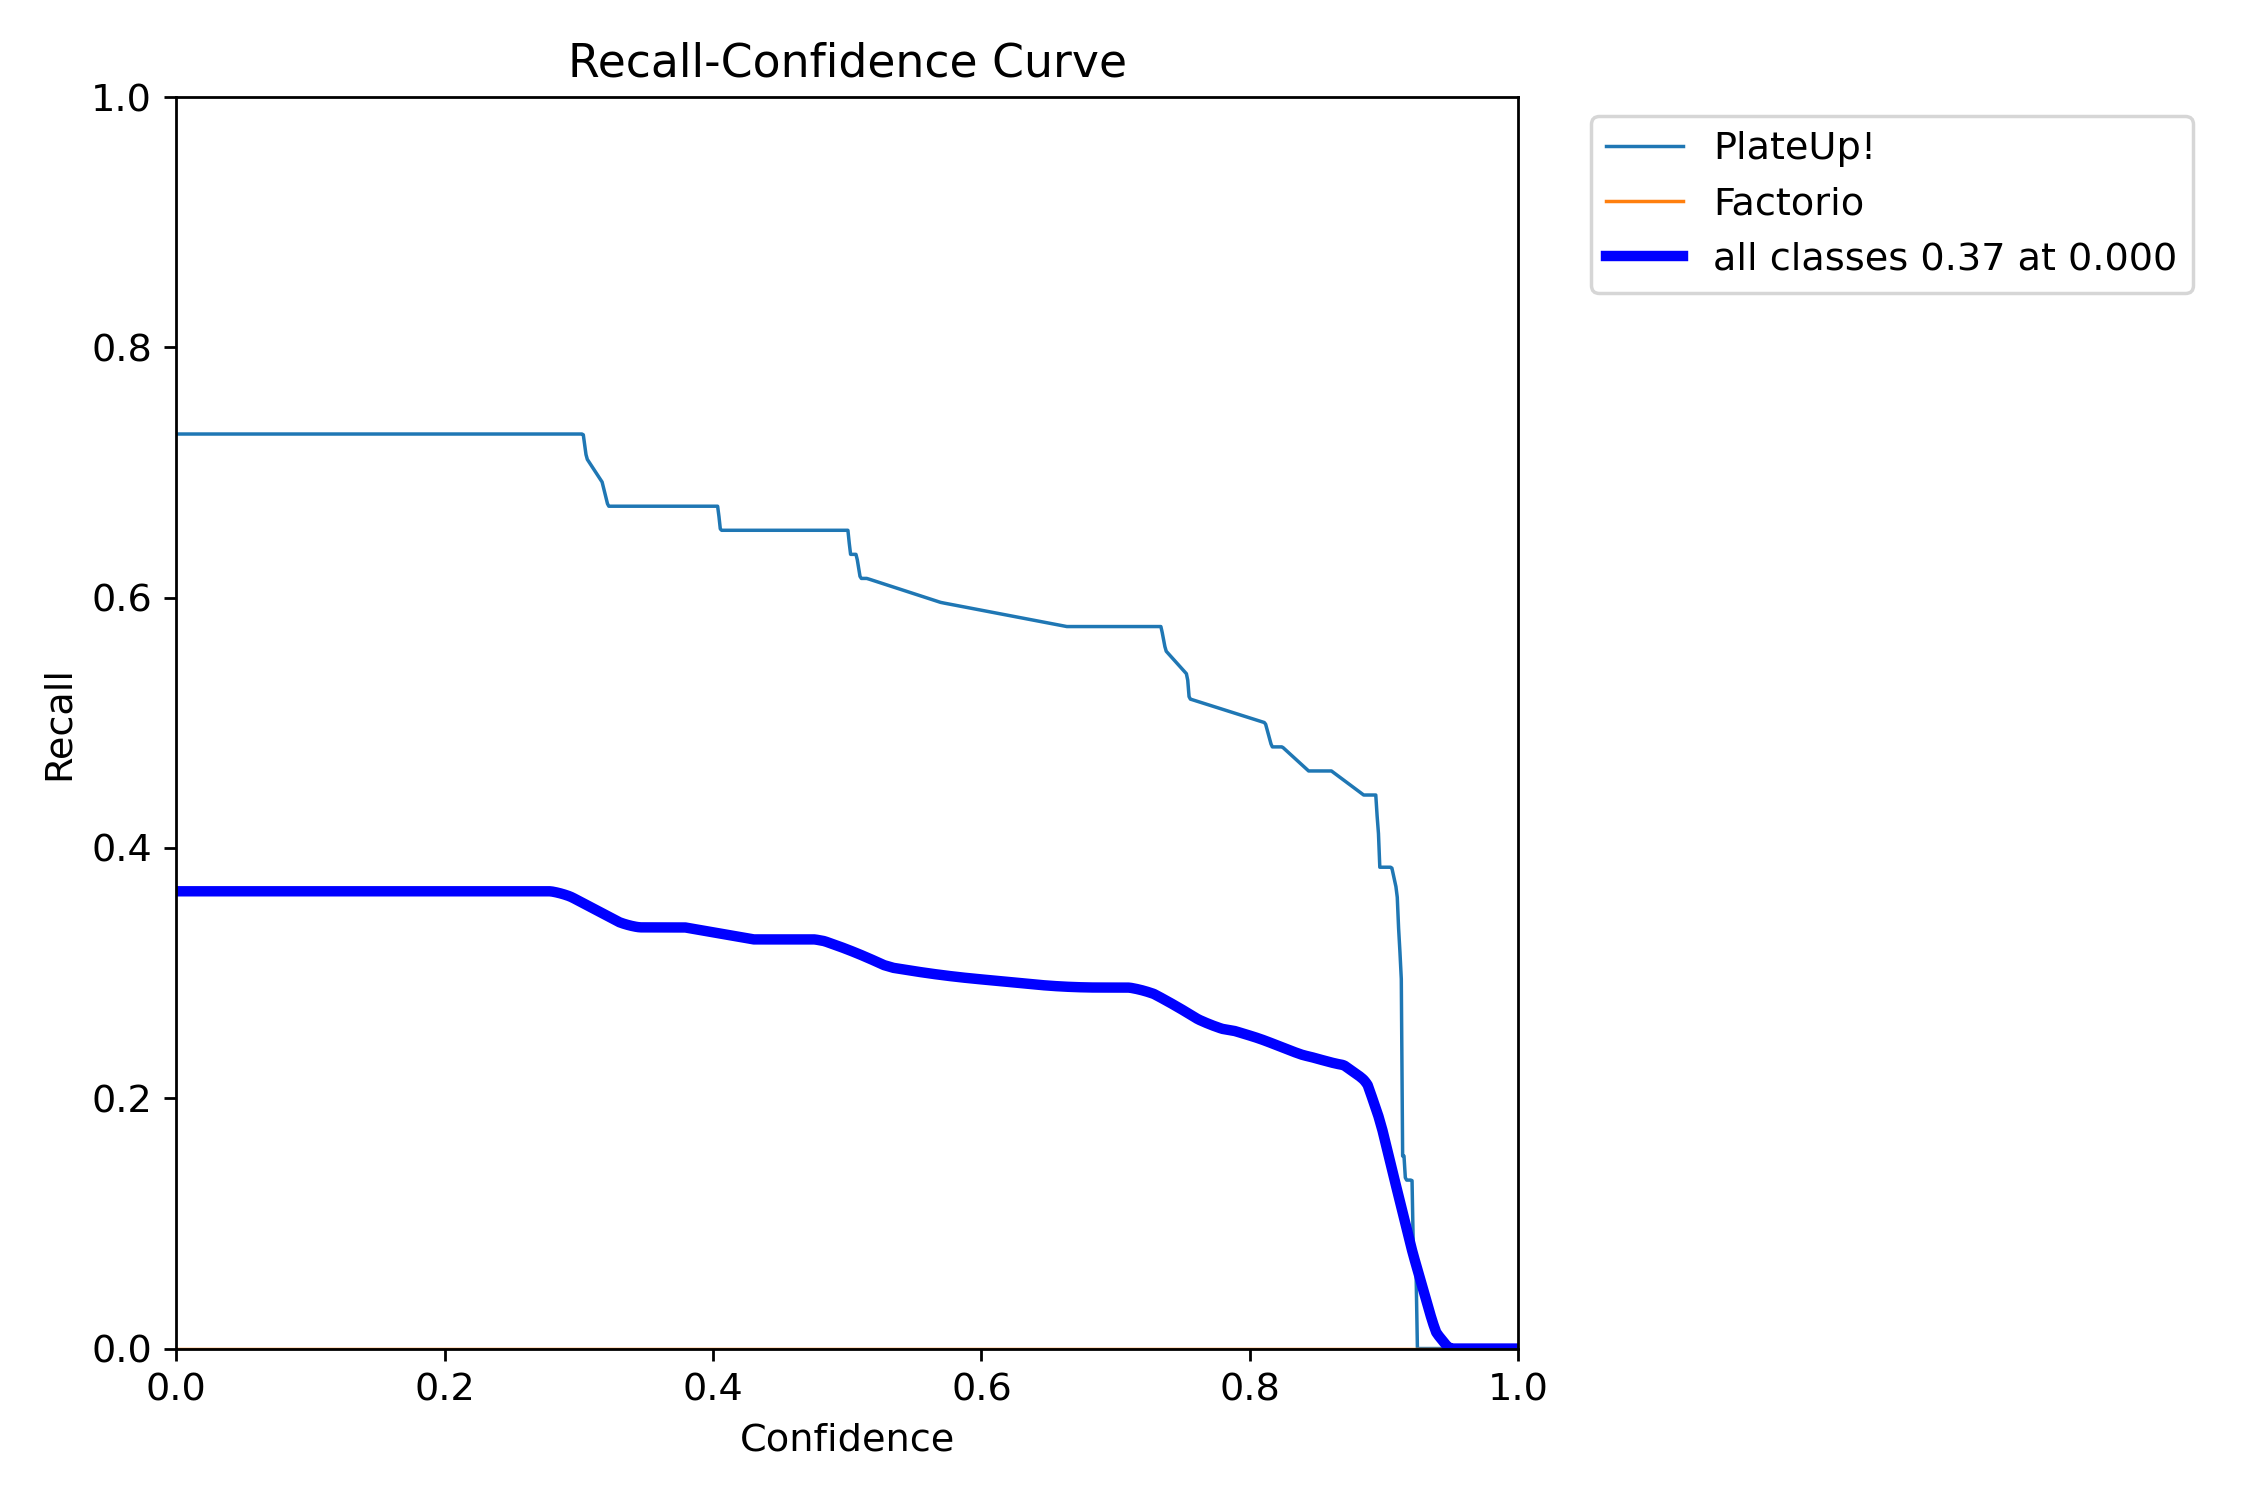 Recall-Confidence Curve
1.0
0.8
0.6
0.4
0.2
0.0
Recall
0.0 0.2 0.4 0.6 0.8 1.0
Confidence
PlateUp!
Factorio
all classes 0.37 at 0.000